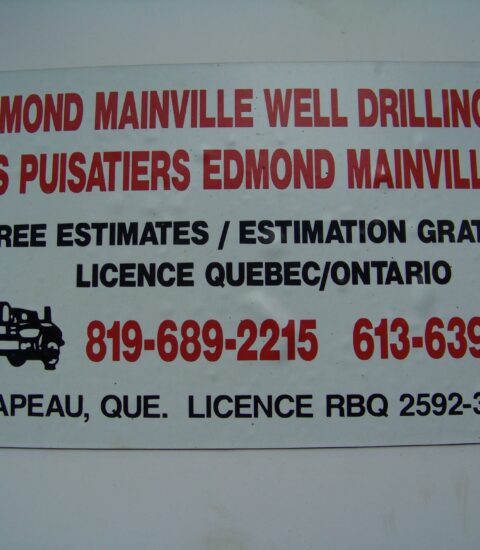 MOND MAINVILLE WELL DRILLING
S PUISATIERS EDMOND MAINVILL
REE ESTIMATES / ESTIMATION GRAT
LICENCE QUEBEC/ONTARIO
819-689-2215 613-639
APEAU, QUE. LICENCE RBQ 2592-3